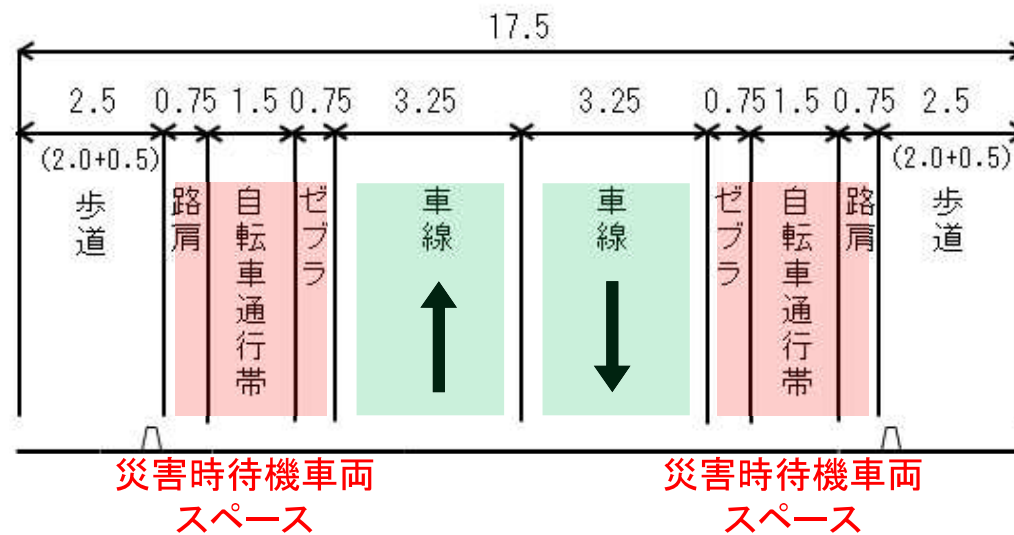 17.5
2.5 0.75 1.5 0.75 3.25 3.25 0.75 1.5 0.75 2.5
(2.0+0.5) (2.0+0.5)
歩道
路肩
自転車通行帯
ゼブラ
車線
車線
ゼブラ
自転車通行帯
路肩
歩道
災害時待機車両
スペース
災害時待機車両
スペース